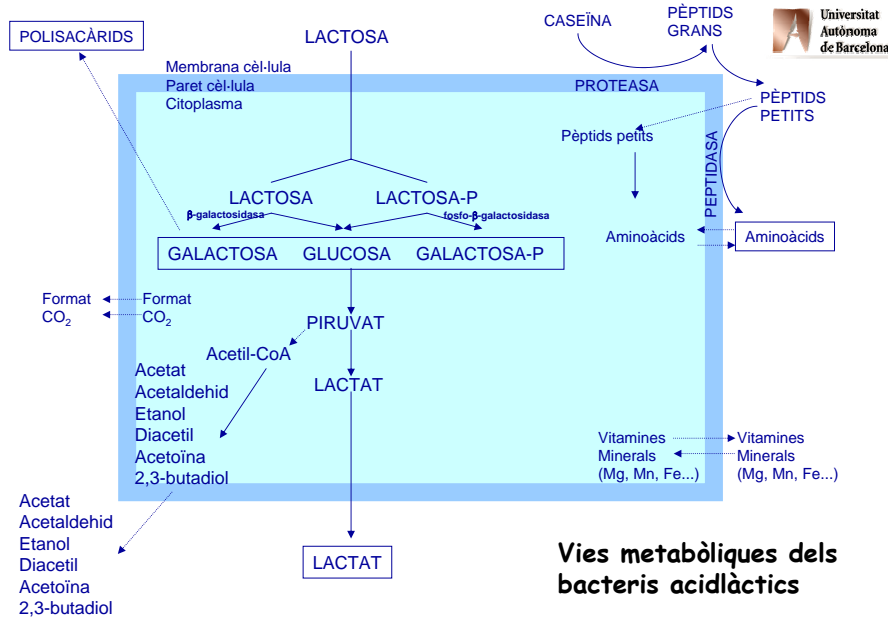 POLISACÀRIDS
LACTOSA
CASEÏNA
PÈPTIDS
GRANS
Universitat
Autònoma
de Barcelona
Membrana cèl·lula
Paret cèl·lula
Citoplasma
PROTEASA
PÈPTIDS
PETITS
Pèptids petits
PEPTIDASA
LACTOSA
LACTOSA-P
β-galactosidasa
fosfo-β-galactosidasa
Aminoàcids
Aminoàcids
GALACTOSA GLUCOSA GALACTOSA-P
Format
CO₂
Format
CO₂
PIRUVAT
Acetil-CoA
LACTAT
Acetat
Acetaldehid
Etanol
Diacetil
Acetoïna
2,3-butadiol
Vitamines
Minerals
(Mg, Mn, Fe...)
Vitamines
Minerals
(Mg, Mn, Fe...)
Acetat
Acetaldehid
Etanol
Diacetil
Acetoïna
2,3-butadiol
LACTAT
Vies metabòliques dels
bacteris acidlàctics